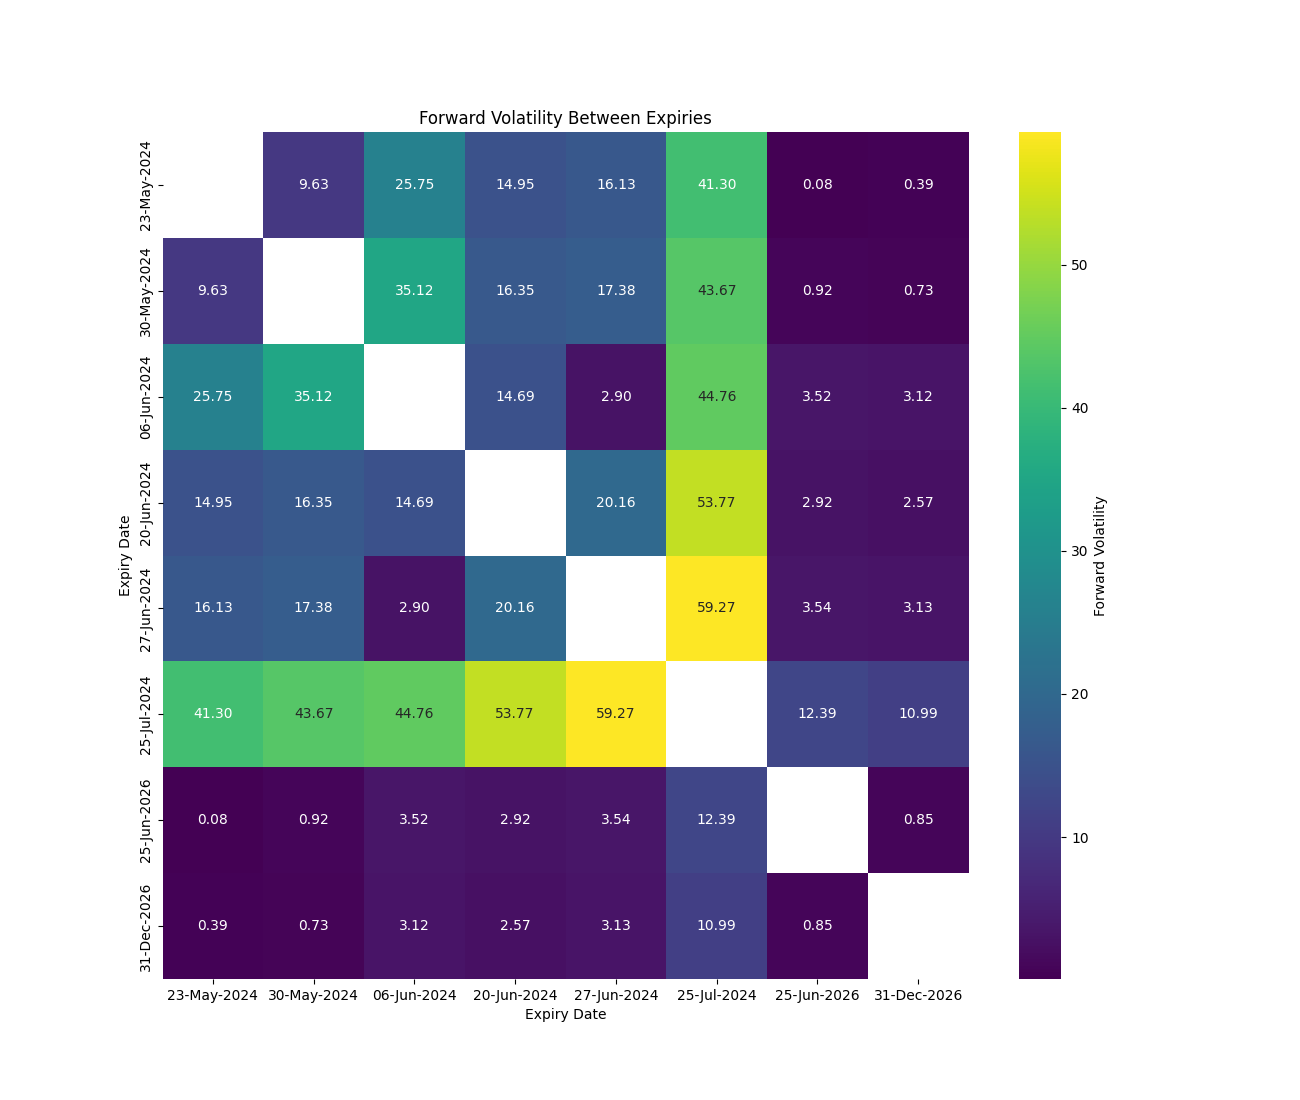 Forward Volatility Between Expiries
23-May-2024 9.63 25.75 14.95 16.13 41.30 0.08 0.39
30-May-2024 9.63 35.12 16.35 17.38 43.67 0.92 0.73
06-Jun-2024 25.75 35.12 14.69 2.90 44.76 3.52 3.12
20-Jun-2024 14.95 16.35 14.69 20.16 53.77 2.92 2.57
27-Jun-2024 16.13 17.38 2.90 20.16 59.27 3.54 3.13
25-Jul-2024 41.30 43.67 44.76 53.77 59.27 12.39 10.99
25-Jun-2026 0.08 0.92 3.52 2.92 3.54 12.39 0.85
31-Dec-2026 0.39 0.73 3.12 2.57 3.13 10.99 0.85
23-May-2024 30-May-2024 06-Jun-2024 20-Jun-2024 27-Jun-2024 25-Jul-2024 25-Jun-2026 31-Dec-2026
Expiry Date
Expiry Date
50
40
30
20
10
Forward Volatility